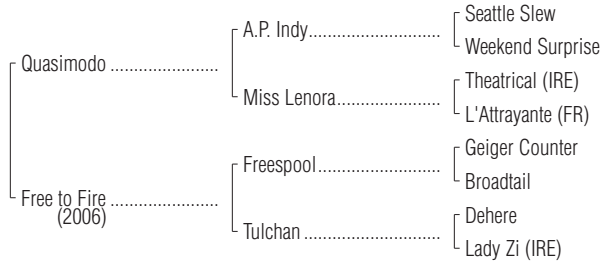 Seattle Slew
A.P. Indy
Weekend Surprise
Quasimodo
Theatrical (IRE)
Miss Lenora
L'Attrayante (FR)
Geiger Counter
Freespool
Broadtail
Free to Fire
(2006)
Dehere
Tulchan
Lady Zi (IRE)